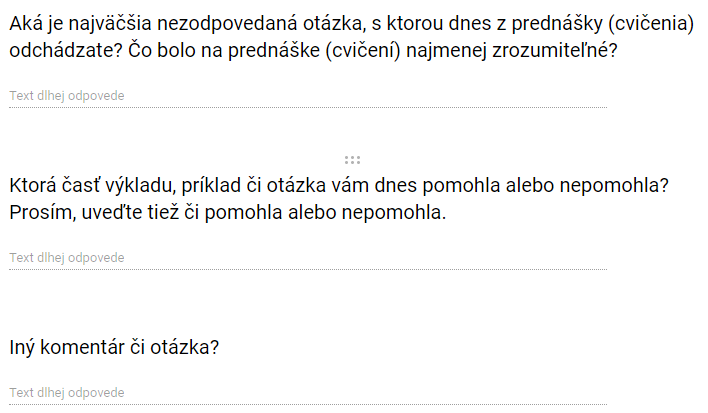 Aká je najväčšia nezodpovedaná otázka, s ktorou dnes z prednášky (cvičenia)
odchádzate? Čo bolo na prednáške (cvičení) najmenej zrozumiteľné?
Text dlhej odpovede
Ktorá časť výkladu, príklad či otázka vám dnes pomohla alebo nepomohla?
Prosím, uveďte tiež či pomohla alebo nepomohla.
Text dlhej odpovede
Iný komentár či otázka?
Text dlhej odpovede